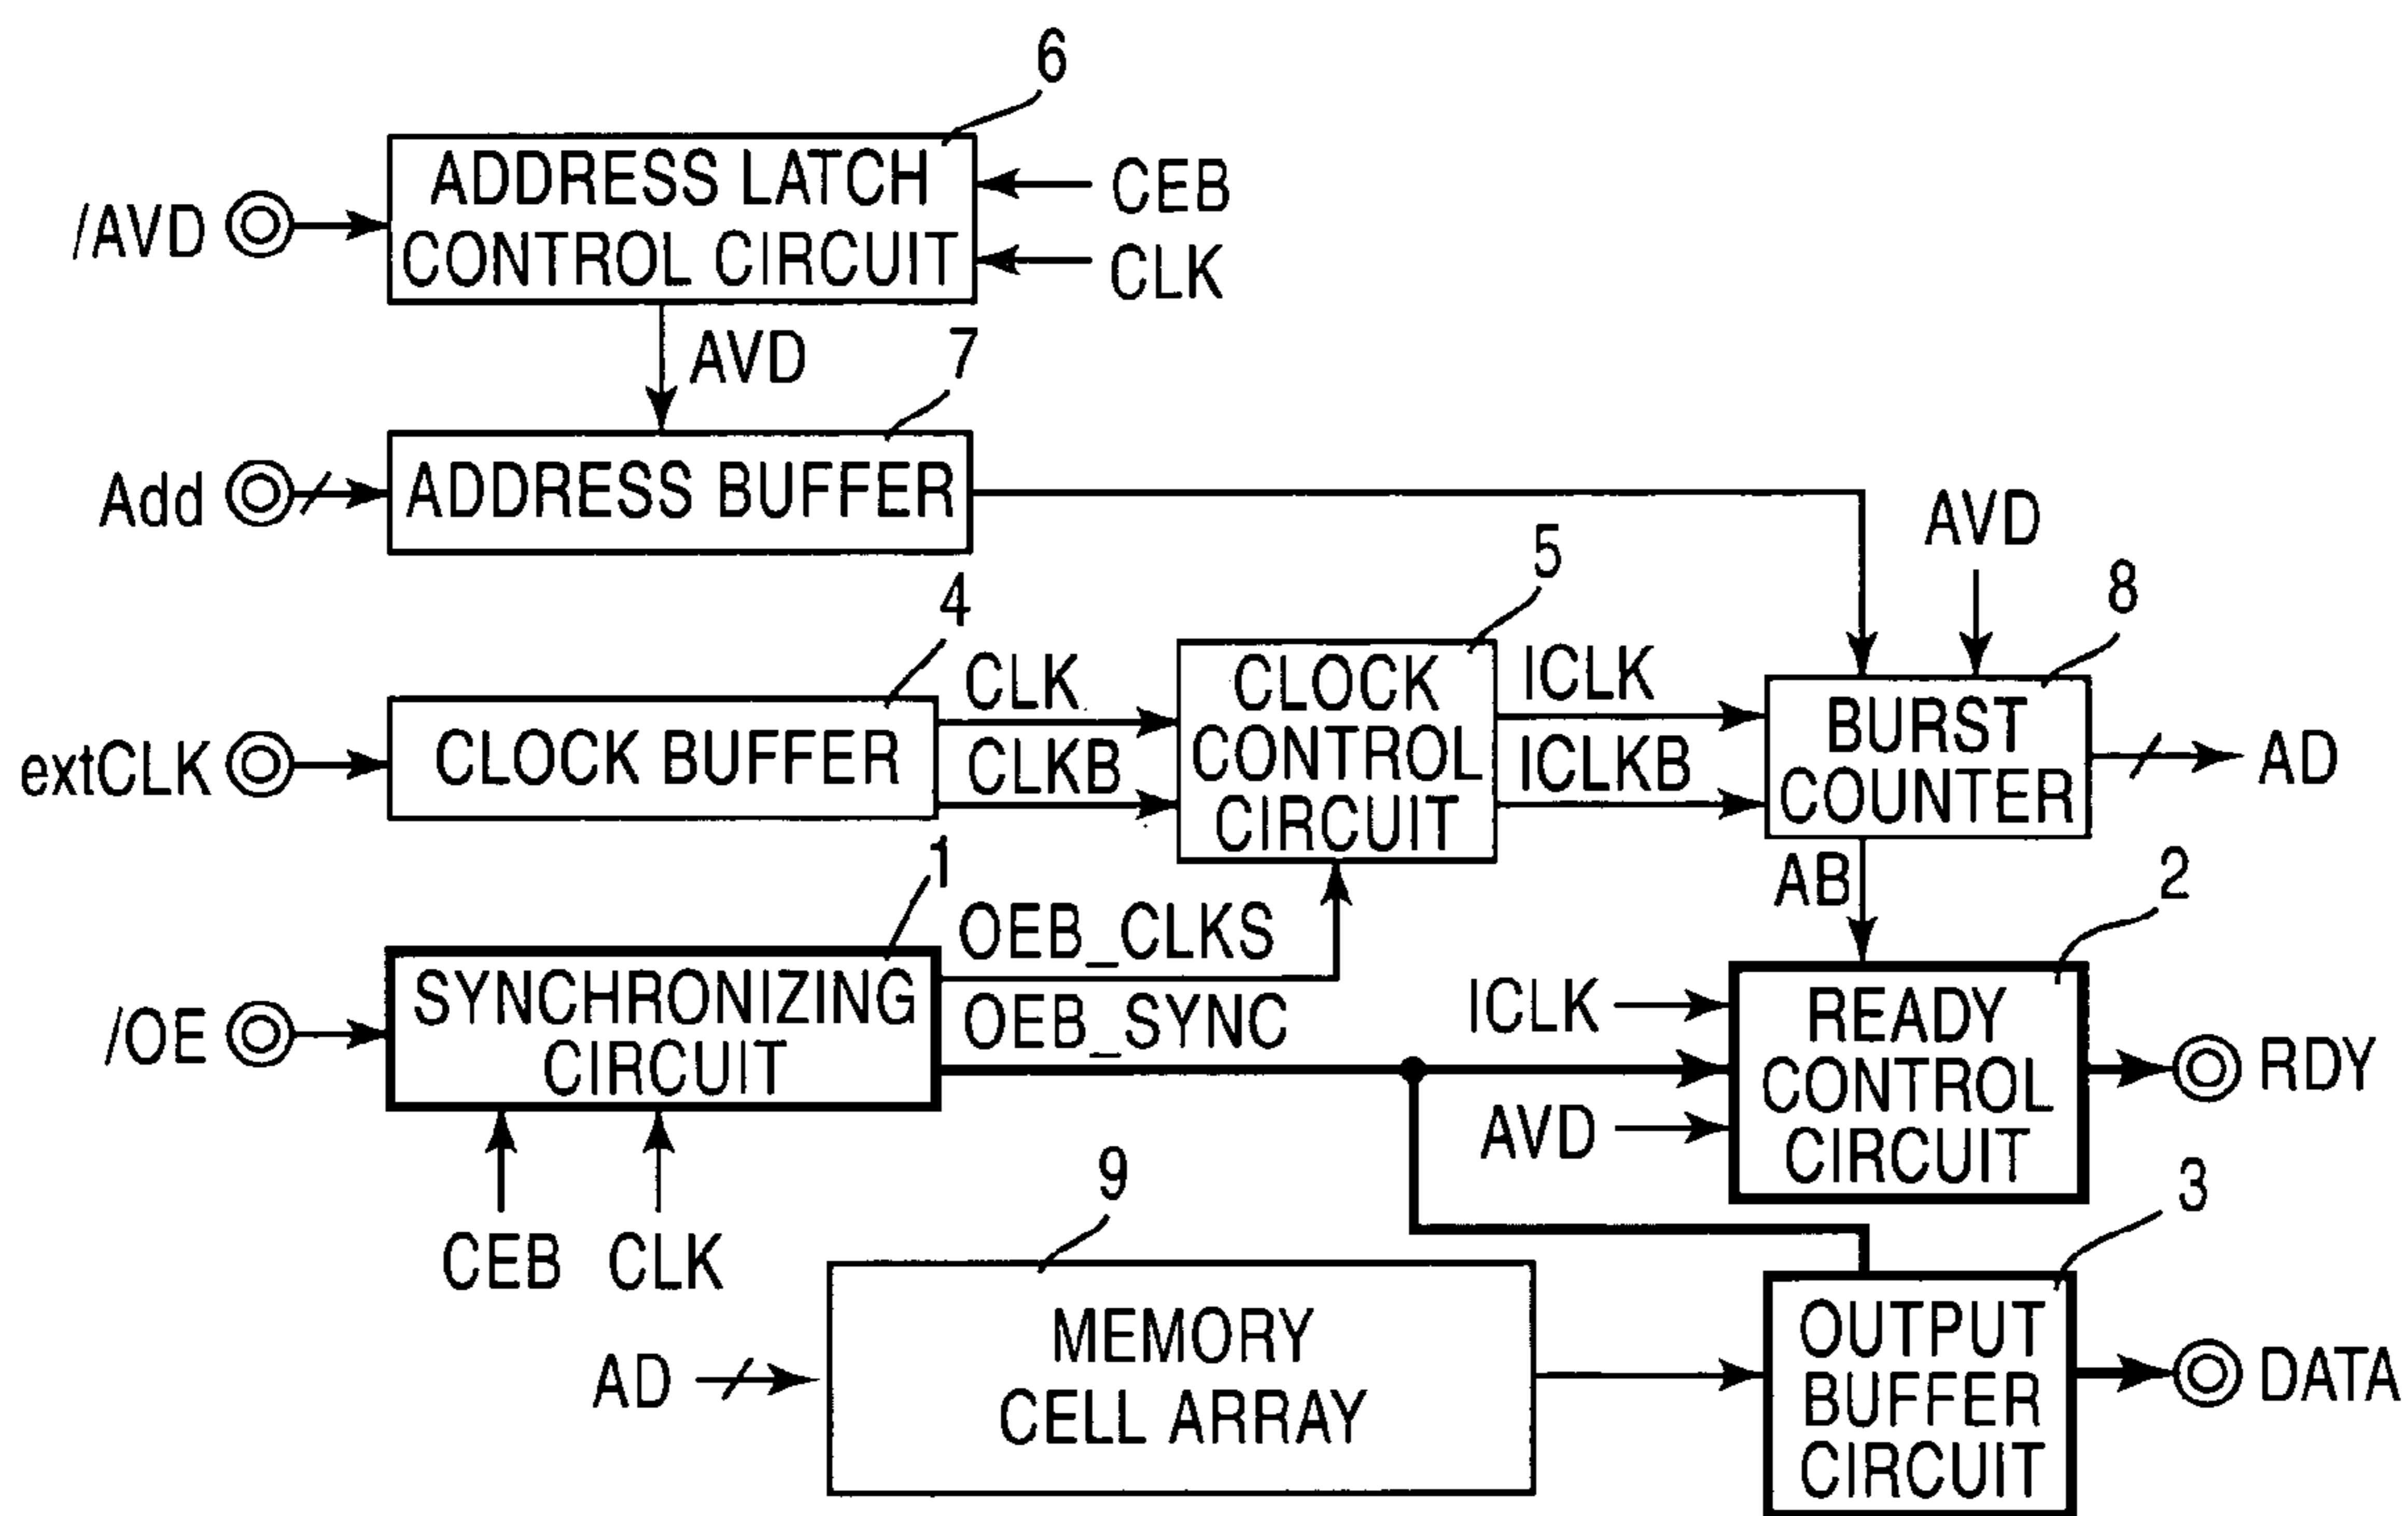 6
ADDRESS LATCH
CONTROL CIRCUIT
/AVD
CEB
CLK
AVD
7
Add
ADDRESS BUFFER
AVD
5
8
4
extCLK
CLOCK BUFFER
CLK
CLKB
CLOCK
CONTROL
CIRCUIT
ICLK
ICLKB
BURST
COUNTER
AD
1
AB
2
/OE
SYNCHRONIZING
CIRCUIT
OEB_CLKS
OEB_SYNC
ICLK
AVD
READY
CONTROL
CIRCUIT
RDY
CEB
CLK
9
3
AD
MEMORY
CELL ARRAY
OUTPUT
BUFFER
CIRCUIT
DATA